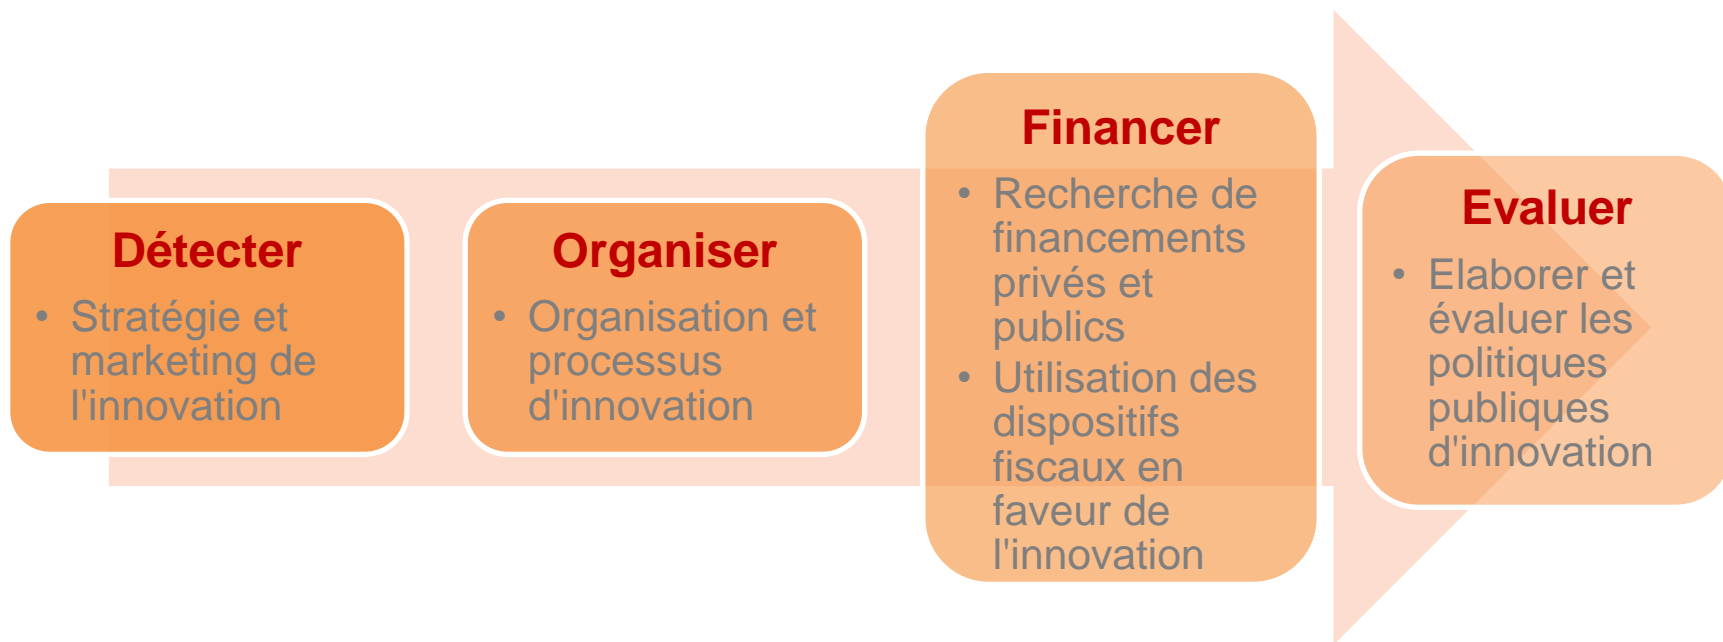 Détecter
• Stratégie et
marketing de
l'innovation
Organiser
• Organisation et
processus
d'innovation
Financer
• Recherche de
financements
privés et
publics
• Utilisation des
dispositifs
fiscaux en
faveur de
l'innovation
Evaluer
• Elaborer et
évaluer les
politiques
publiques
d'innovation